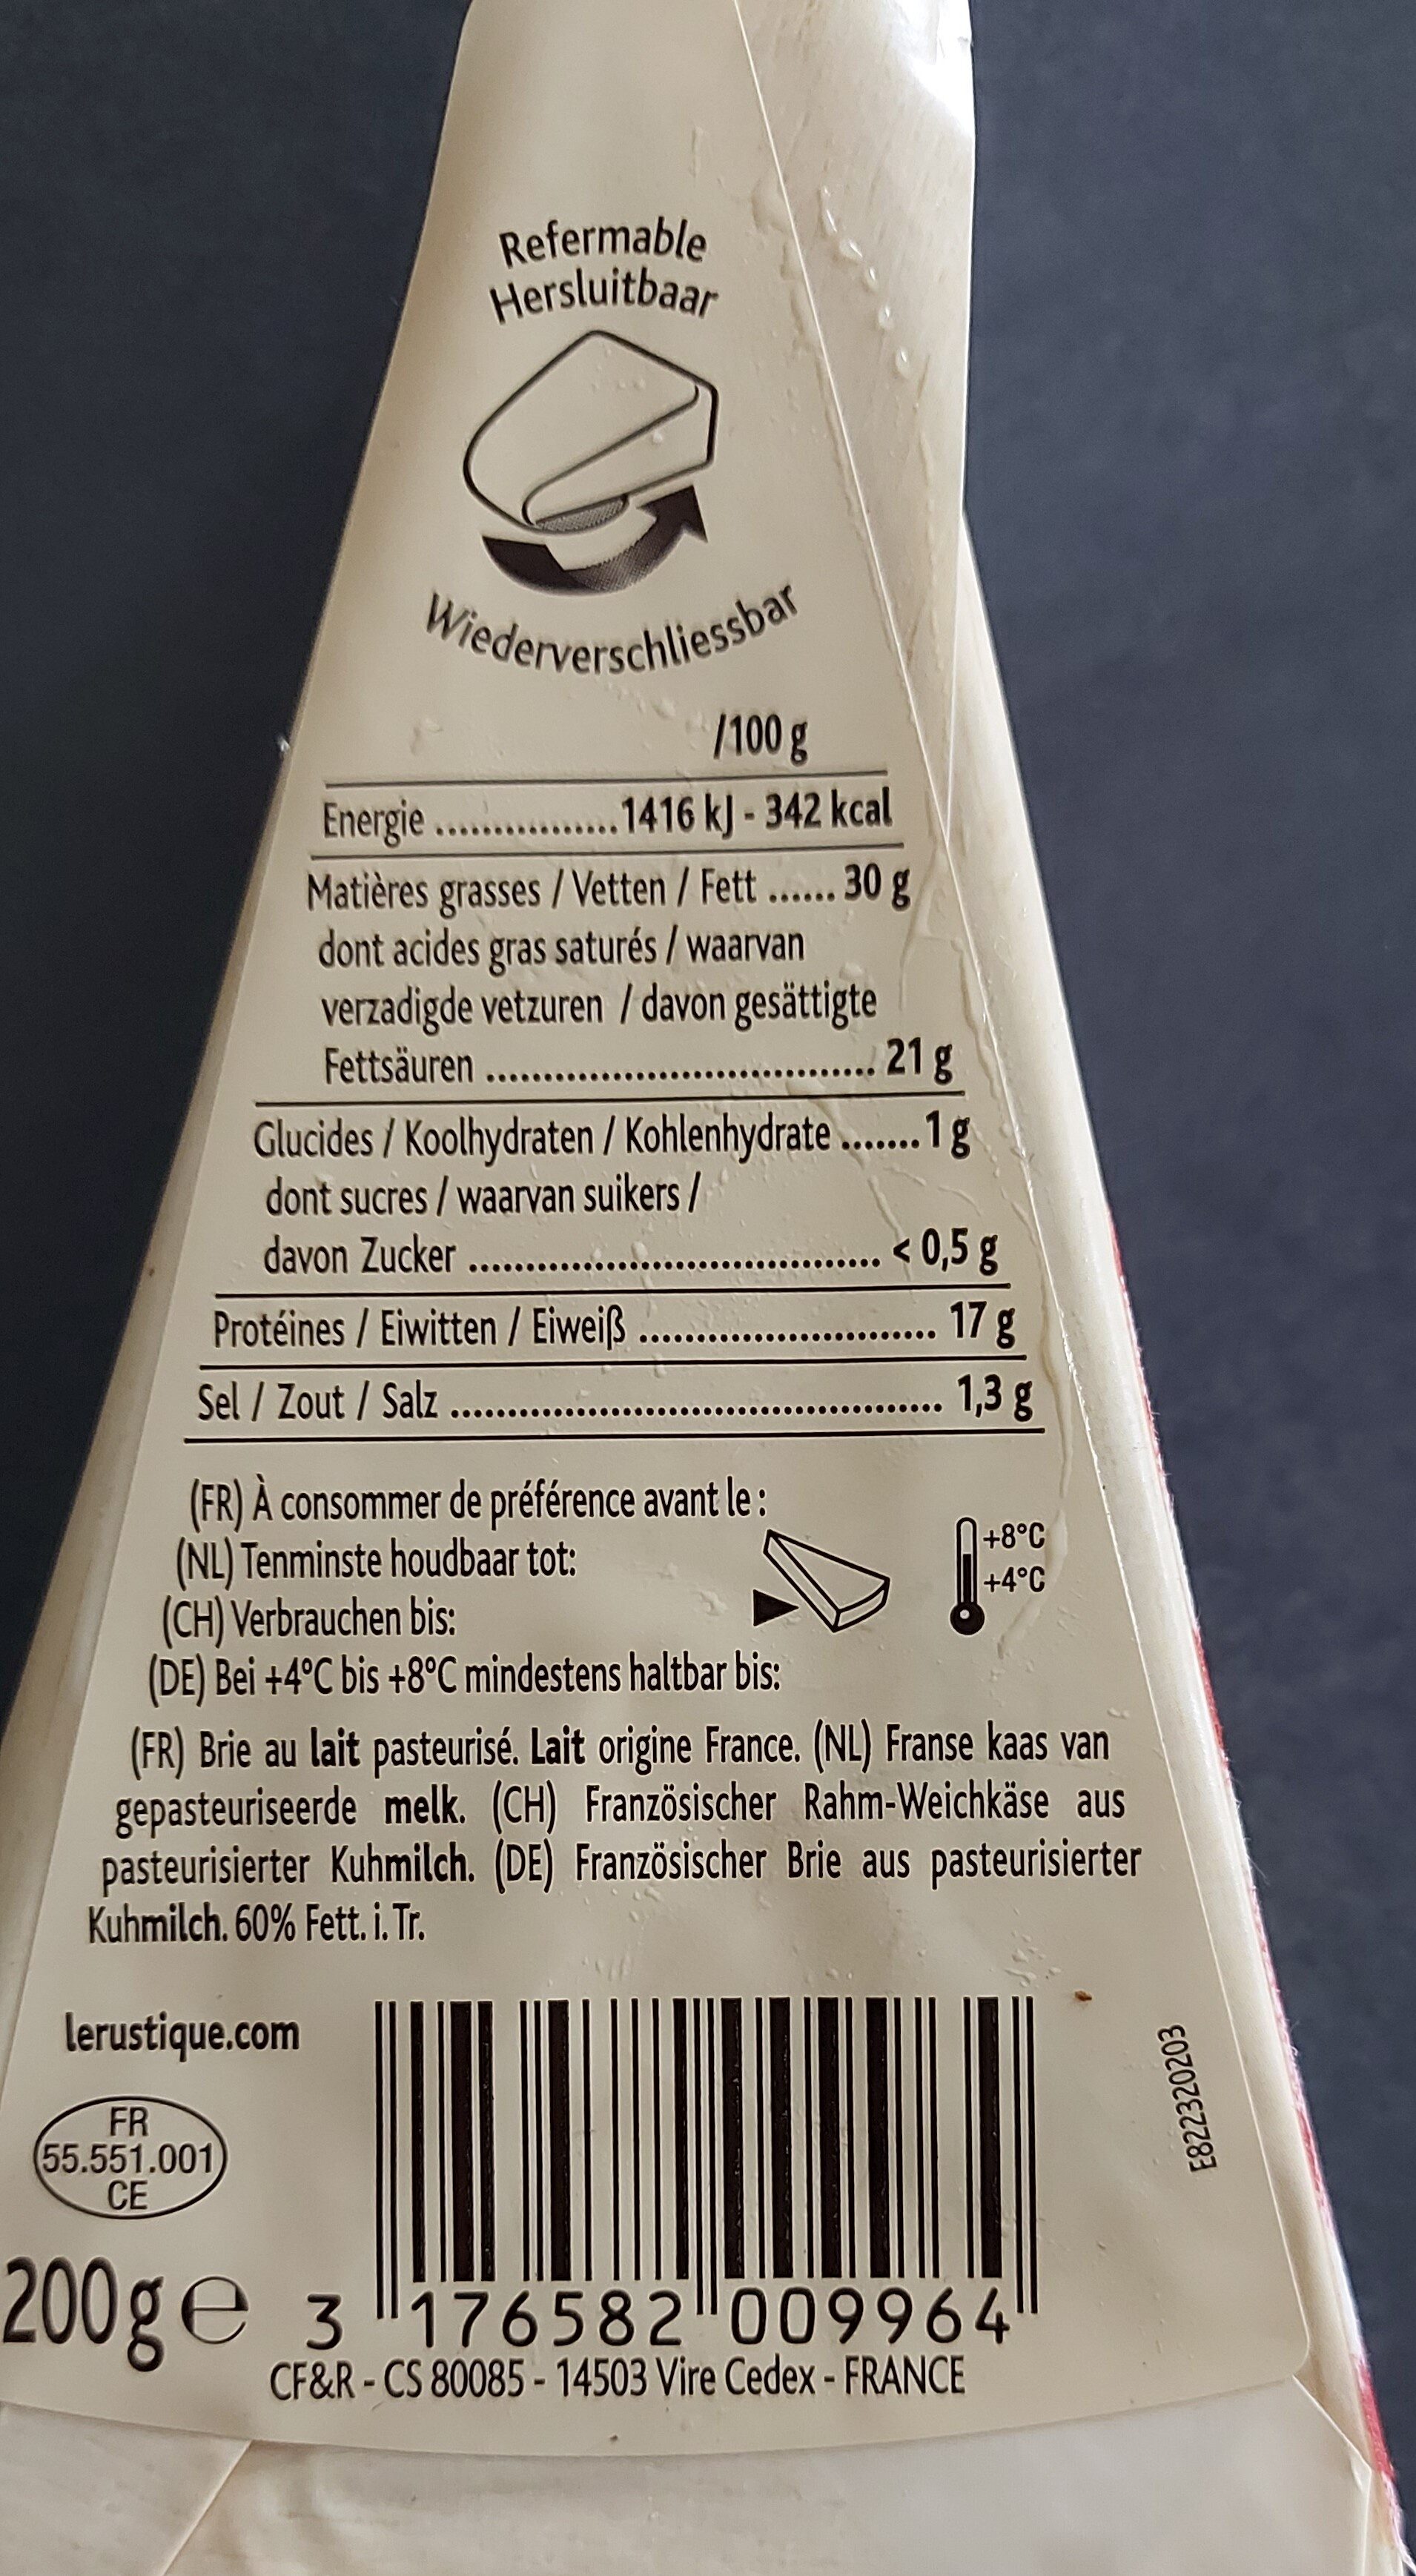 Refermable
Hersluitbaar
Wiederverschliessbar
/100 g
Energie ................1416 kJ - 342 kcal
Matières grasses / Vetten / Fett ...... 30 g
dont acides gras saturés / waarvan
verzadigde vetzuren / davon gesättigte
Fettsäuren .................................. 21 g
Glucides / Koolhydraten / Kohlenhydrate .......1 g
dont sucres / waarvan suikers /
davon Zucker .................................... < 0,5 g
Protéines / Eiwitten / Eiweiß .......................... 17 g
Sel / Zout / Salz ........................................... 1,3 g
(FR) À consommer de préférence avant le :
(NL) Tenminste houdbaar tot:
(CH) Verbrauchen bis:
(DE) Bei +4°C bis +8°C mindestens haltbar bis:
+8°C
+4°C
(FR) Brie au lait pasteurisé. Lait origine France. (NL) Franse kaas van
gepasteuriseerde melk. (CH) Französischer Rahm-Weichkäse aus
pasteurisierter Kuhmilch. (DE) Französischer Brie aus pasteurisierter
Kuhmilch. 60% Fett. i. Tr.
lerustique.com
FR
55.551.001
CE
200 g e
3 176582 009964
CF&R - CS 80085 - 14503 Vire Cedex - FRANCE
E822320203